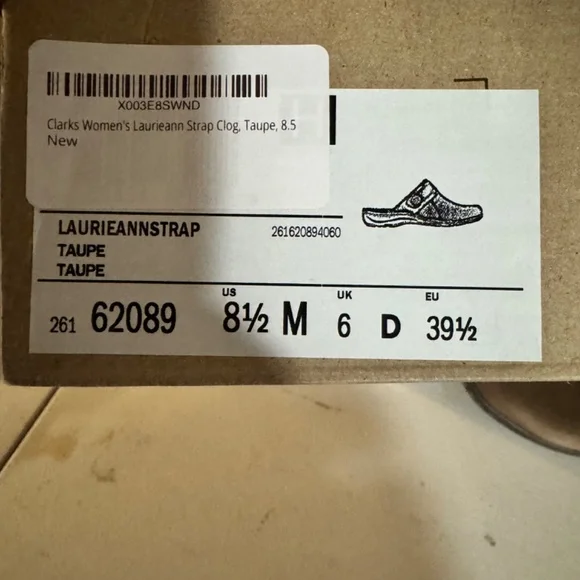 X003E8SWND
Clarks Women's Laurieann Strap Clog, Taupe, 8.5
New
LAURIEANNSTRAP 261620894060
TAUPE
TAUPE
US UK EU
261 62089 8½ M 6 D 39½